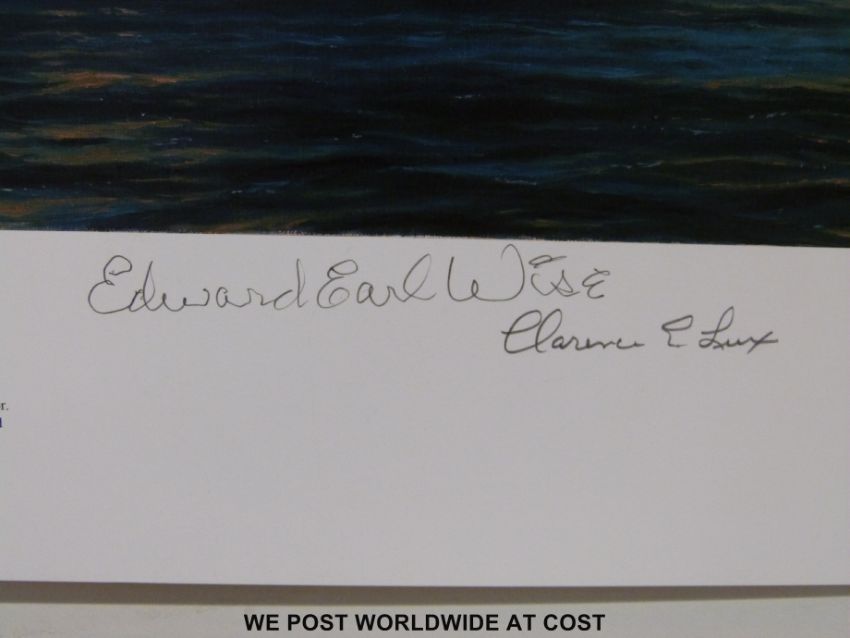 Edward Earl Wise
Clarence E Lux
r.
WE POST WORLDWIDE AT COST